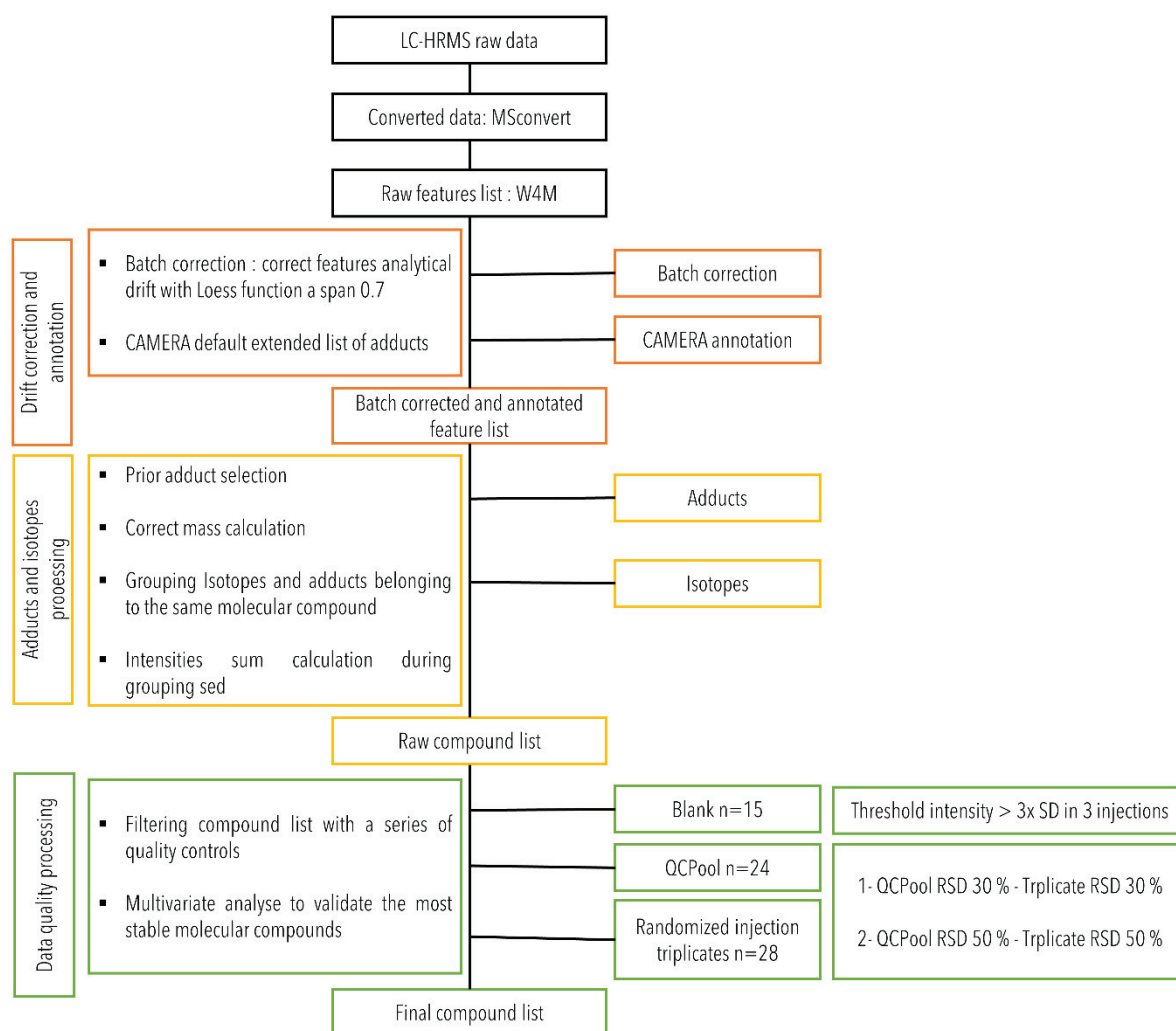 LC-HRMS raw data
Converted data: MSconvert
Raw features list : W4M
Drift correction and
annotation
▪ Batch correction : correct features analytical
drift with Loess function a span 0.7
▪ CAMERA default extended list of adducts
Batch correction
CAMERA annotation
Batch corrected and annotated
feature list
Adducts and isotopes
processing
▪ Prior adduct selection
▪ Correct mass calculation
▪ Grouping Isotopes and adducts belonging
to the same molecular compound
▪ Intensities sum calculation during
grouping sed
Adducts
Isotopes
Raw compound list
Data quality processing
▪ Filtering compound list with a series of
quality controls
▪ Multivariate analyse to validate the most
stable molecular compounds
Blank n=15
Threshold intensity > 3x SD in 3 injections
QCPool n=24
Randomized injection
triplicates n=28
1- QCPool RSD 30 % - Trplicate RSD 30 %
2- QCPool RSD 50 % - Trplicate RSD 50 %
Final compound list